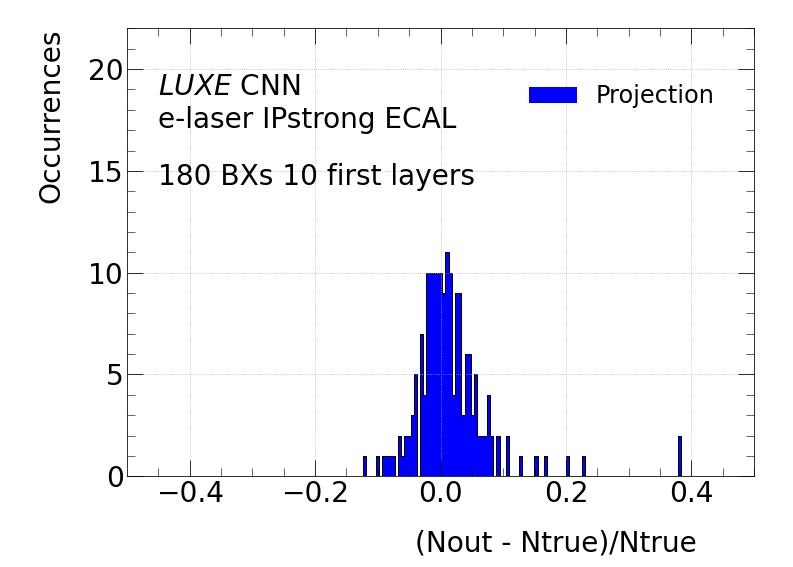 Occurrences
20
15
10
5
0
LUXE CNN
e-laser IPstrong ECAL
180 BXs 10 first layers
Projection
−0.4 −0.2 0.0 0.2 0.4
(Nout - Ntrue)/Ntrue